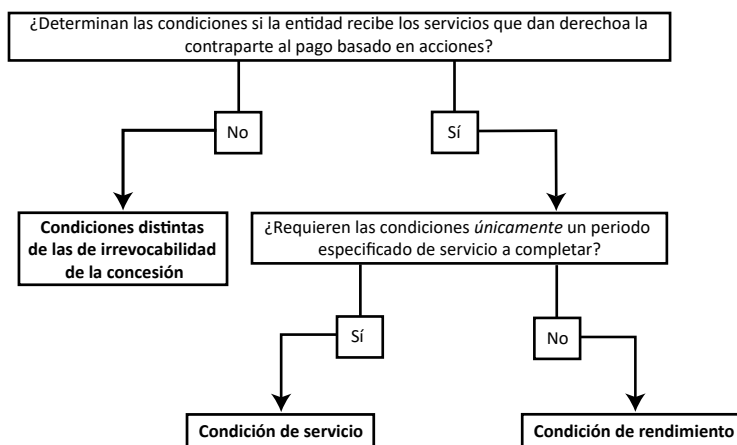 ¿Determinan las condiciones si la entidad recibe los servicios que dan derechoa la
contraparte al pago basado en acciones?
No
Sí
Condiciones distintas
de las de irrevocabilidad
de la concesión
¿Requieren las condiciones únicamente un periodo
especificado de servicio a completar?
Sí
No
Condición de servicio
Condición de rendimiento